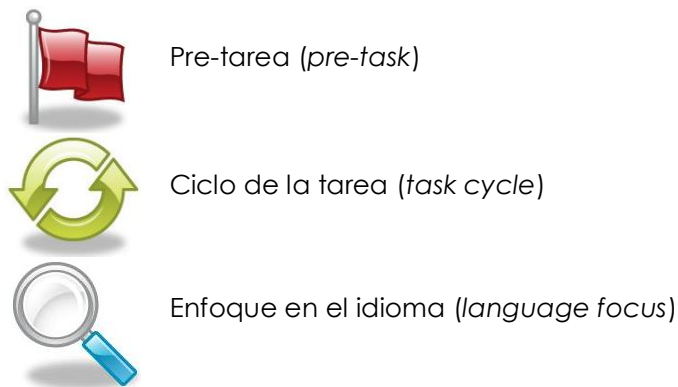 Pre-tarea (pre-task)
Ciclo de la tarea (task cycle)
Enfoque en el idioma (language focus)